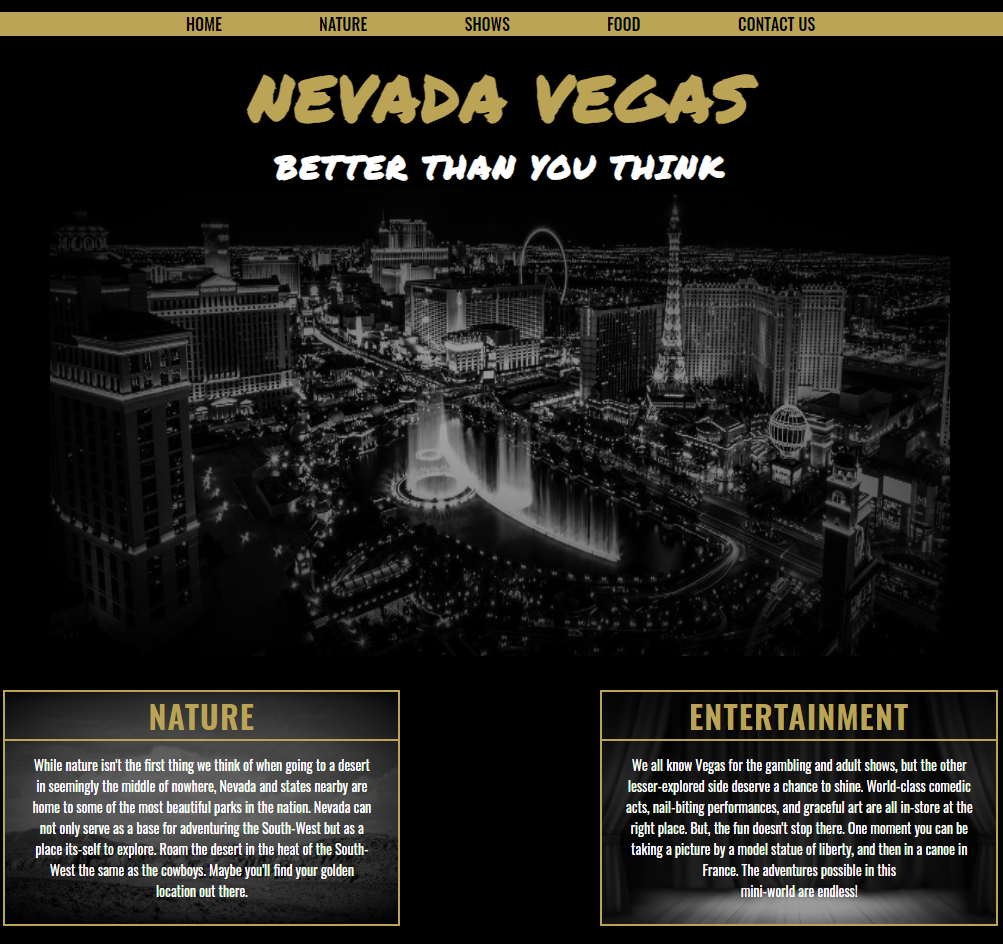 HOME NATURE SHOWS FOOD CONTACT US
NEVADA VEGAS
BETTER THAN YOU THINK
NATURE
While nature isn't the first thing we think of when going to a desert
in seemingly the middle of nowhere, Nevada and states nearby are
home to some of the most beautiful parks in the nation. Nevada can
not only serve as a base for adventuring the South-West but as a
place its-self to explore. Roam the desert in the heat of the South-
West the same as the cowboys. Maybe you'll find your golden
location out there.
ENTERTAINMENT
We all know Vegas for the gambling and adult shows, but the other
lesser-explored side deserve a chance to shine. World-class comedic
acts, nail-biting performances, and graceful art are all in-store at the
right place. But, the fun doesn't stop there. One moment you can be
taking a picture by a model statue of liberty, and then in a canoe in
France. The adventures possible in this
mini-world are endless!